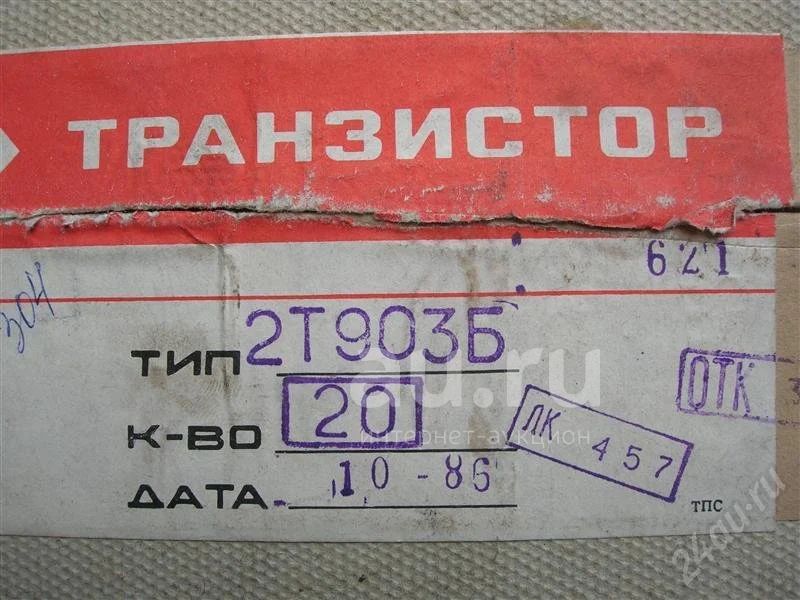 ТРАНЗИСТОР
621
304
ТИП 2Т903Б
К-ВО 20
ДАТА 10-86
ЛК 457
ОТК
ТПС
au.ru
интернет-аукцион
24au.ru